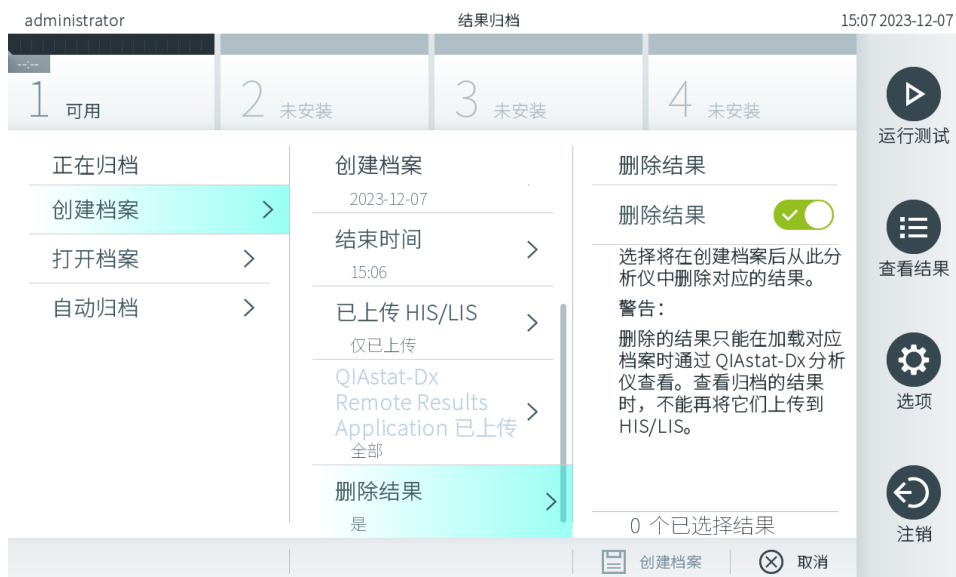 administrator
结果归档
15:07 2023-12-07
--:--
1 可用
2 未安装
3 未安装
4 未安装
运行测试
查看结果
选项
注销
正在归档
创建档案
打开档案
自动归档
创建档案
2023-12-07
结束时间
15:06
已上传 HIS/LIS
仅已上传
QIAstat-Dx
Remote Results
Application 已上传
全部
删除结果
是
删除结果
删除结果
选择将在创建档案后从此分
析仪中删除对应的结果。
警告：
删除的结果只能在加载对应
档案时通过 QIAstat-Dx 分析
仪查看。查看归档的结果
时，不能再将它们上传到
HIS/LIS。
0 个已选择结果
创建档案
取消